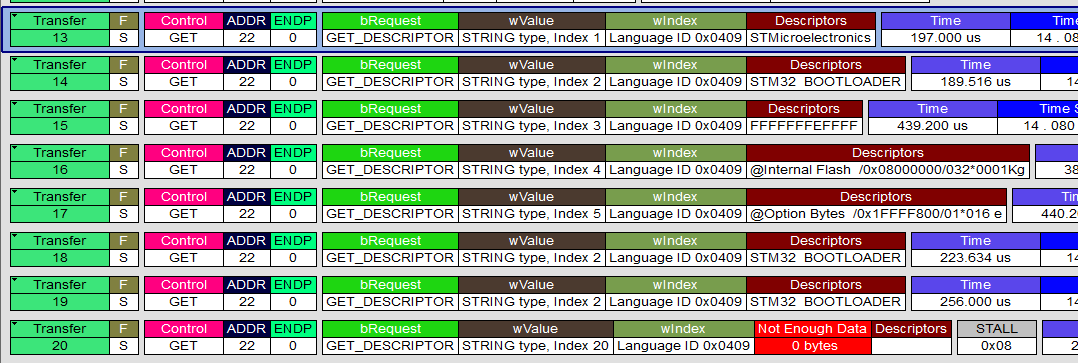 Transfer F Control ADDR ENDP bRequest wValue wIndex Descriptors Time Time
13 S GET 22 0 GET_DESCRIPTOR STRING type, Index 1 Language ID 0x0409 STMicroelectronics 197.000 us 14 . 08
Transfer F Control ADDR ENDP bRequest wValue wIndex Descriptors Time
14 S GET 22 0 GET_DESCRIPTOR STRING type, Index 2 Language ID 0x0409 STM32 BOOTLOADER 189.516 us 14
Transfer F Control ADDR ENDP bRequest wValue wIndex Descriptors Time Time S
15 S GET 22 0 GET_DESCRIPTOR STRING type, Index 3 Language ID 0x0409 FFFFFFFEFFFF 439.200 us 14 . 080
Transfer F Control ADDR ENDP bRequest wValue wIndex Descriptors
16 S GET 22 0 GET_DESCRIPTOR STRING type, Index 4 Language ID 0x0409 @Internal Flash /0x08000000/032*0001Kg 38
Transfer F Control ADDR ENDP bRequest wValue wIndex Descriptors Tim
17 S GET 22 0 GET_DESCRIPTOR STRING type, Index 5 Language ID 0x0409 @Option Bytes /0x1FFFF800/01*016 e 440.20
Transfer F Control ADDR ENDP bRequest wValue wIndex Descriptors Time
18 S GET 22 0 GET_DESCRIPTOR STRING type, Index 2 Language ID 0x0409 STM32 BOOTLOADER 223.634 us 14
Transfer F Control ADDR ENDP bRequest wValue wIndex Descriptors Time
19 S GET 22 0 GET_DESCRIPTOR STRING type, Index 2 Language ID 0x0409 STM32 BOOTLOADER 256.000 us 14
Transfer F Control ADDR ENDP bRequest wValue wIndex Not Enough Data Descriptors STALL
20 S GET 22 0 GET_DESCRIPTOR STRING type, Index 20 Language ID 0x0409 0 bytes 0x08 2